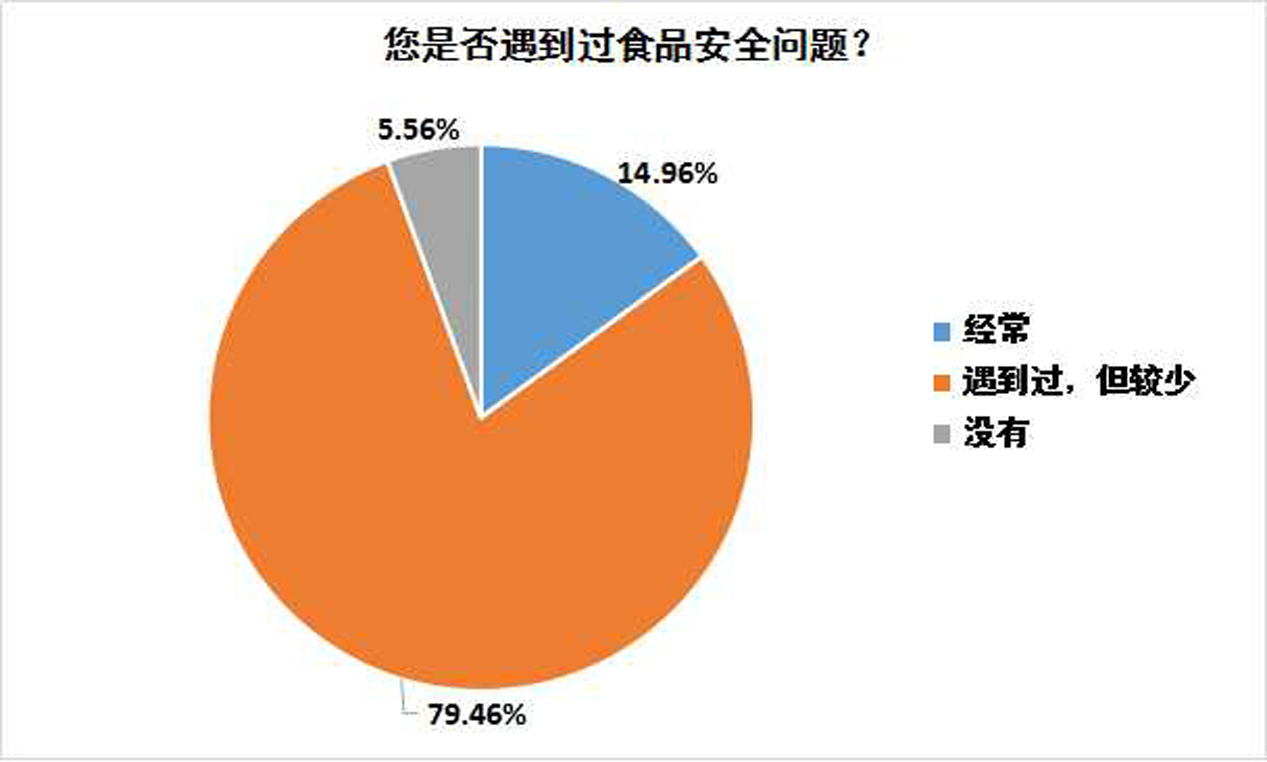 您是否遇到过食品安全问题？
5.56%
14.96%
经常
遇到过，但较少
没有
79.46%